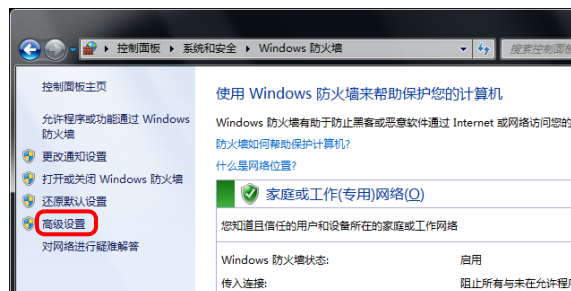 控制面板 ▸ 系统和安全 ▸ Windows 防火墙
搜索控制面板
控制面板主页
允许程序或功能通过 Windows
防火墙
更改通知设置
打开或关闭 Windows 防火墙
还原默认设置
高级设置
对网络进行疑难解答
使用 Windows 防火墙来帮助保护您的计算机
Windows 防火墙有助于防止黑客或恶意软件通过 Internet 或网络访问您的
防火墙如何帮助保护计算机?
什么是网络位置?
家庭或工作(专用)网络(O)
您知道且信任的用户和设备所在的家庭或工作网络
Windows 防火墙状态:
启用
传入连接:
阻止所有与未在允许程